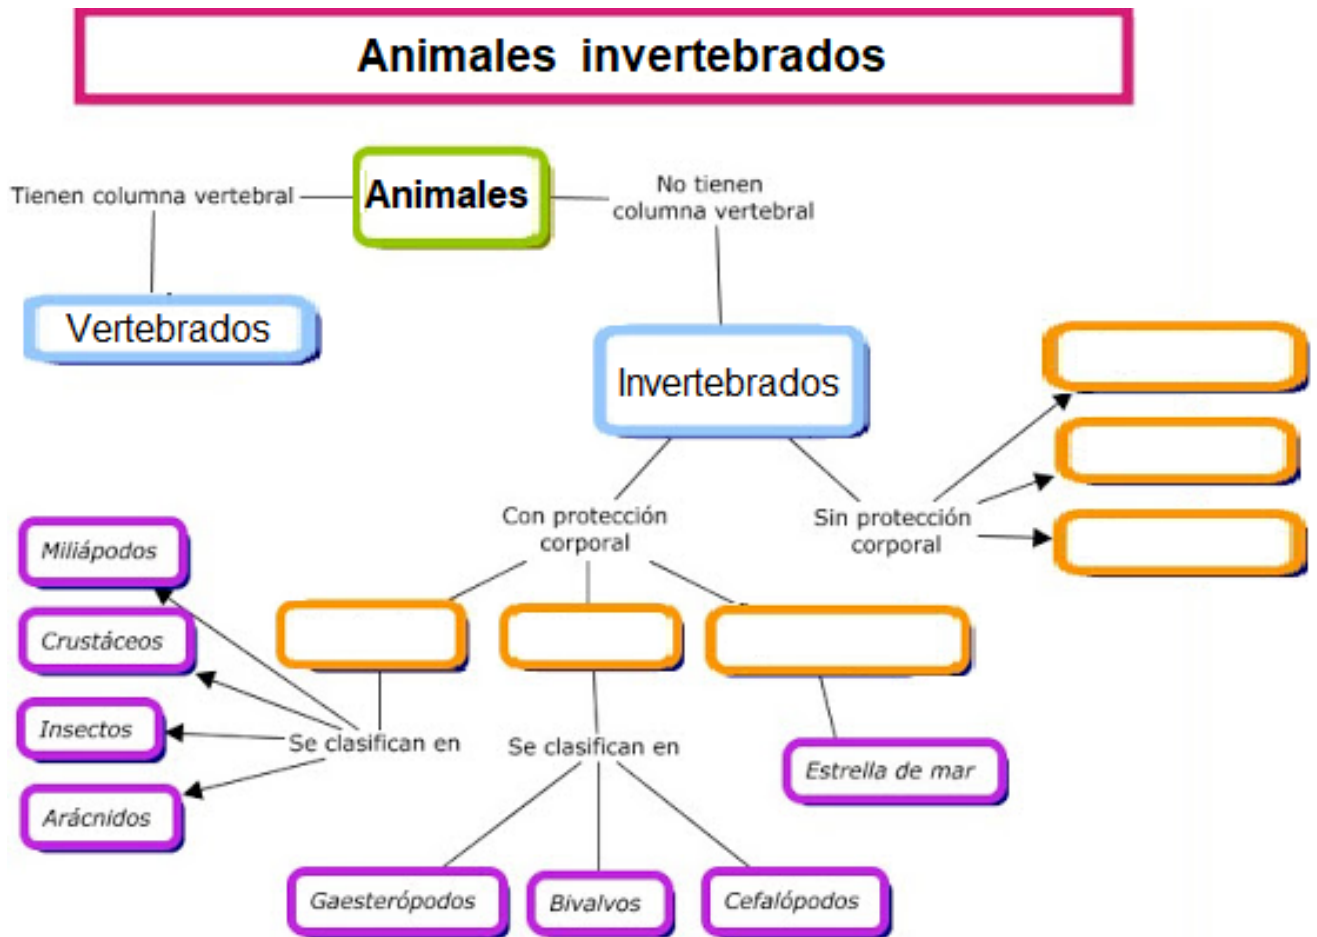 Animales invertebrados
Tienen columna vertebral
Animales
No tienen
columna vertebral
Vertebrados
Invertebrados
Con protección
corporal
Sin protección
corporal
Miliápodos
Crustáceos
Insectos
Arácnidos
Se clasifican en
Se clasifican en
Estrella de mar
Gaesterópodos
Bivalvos
Cefalópodos